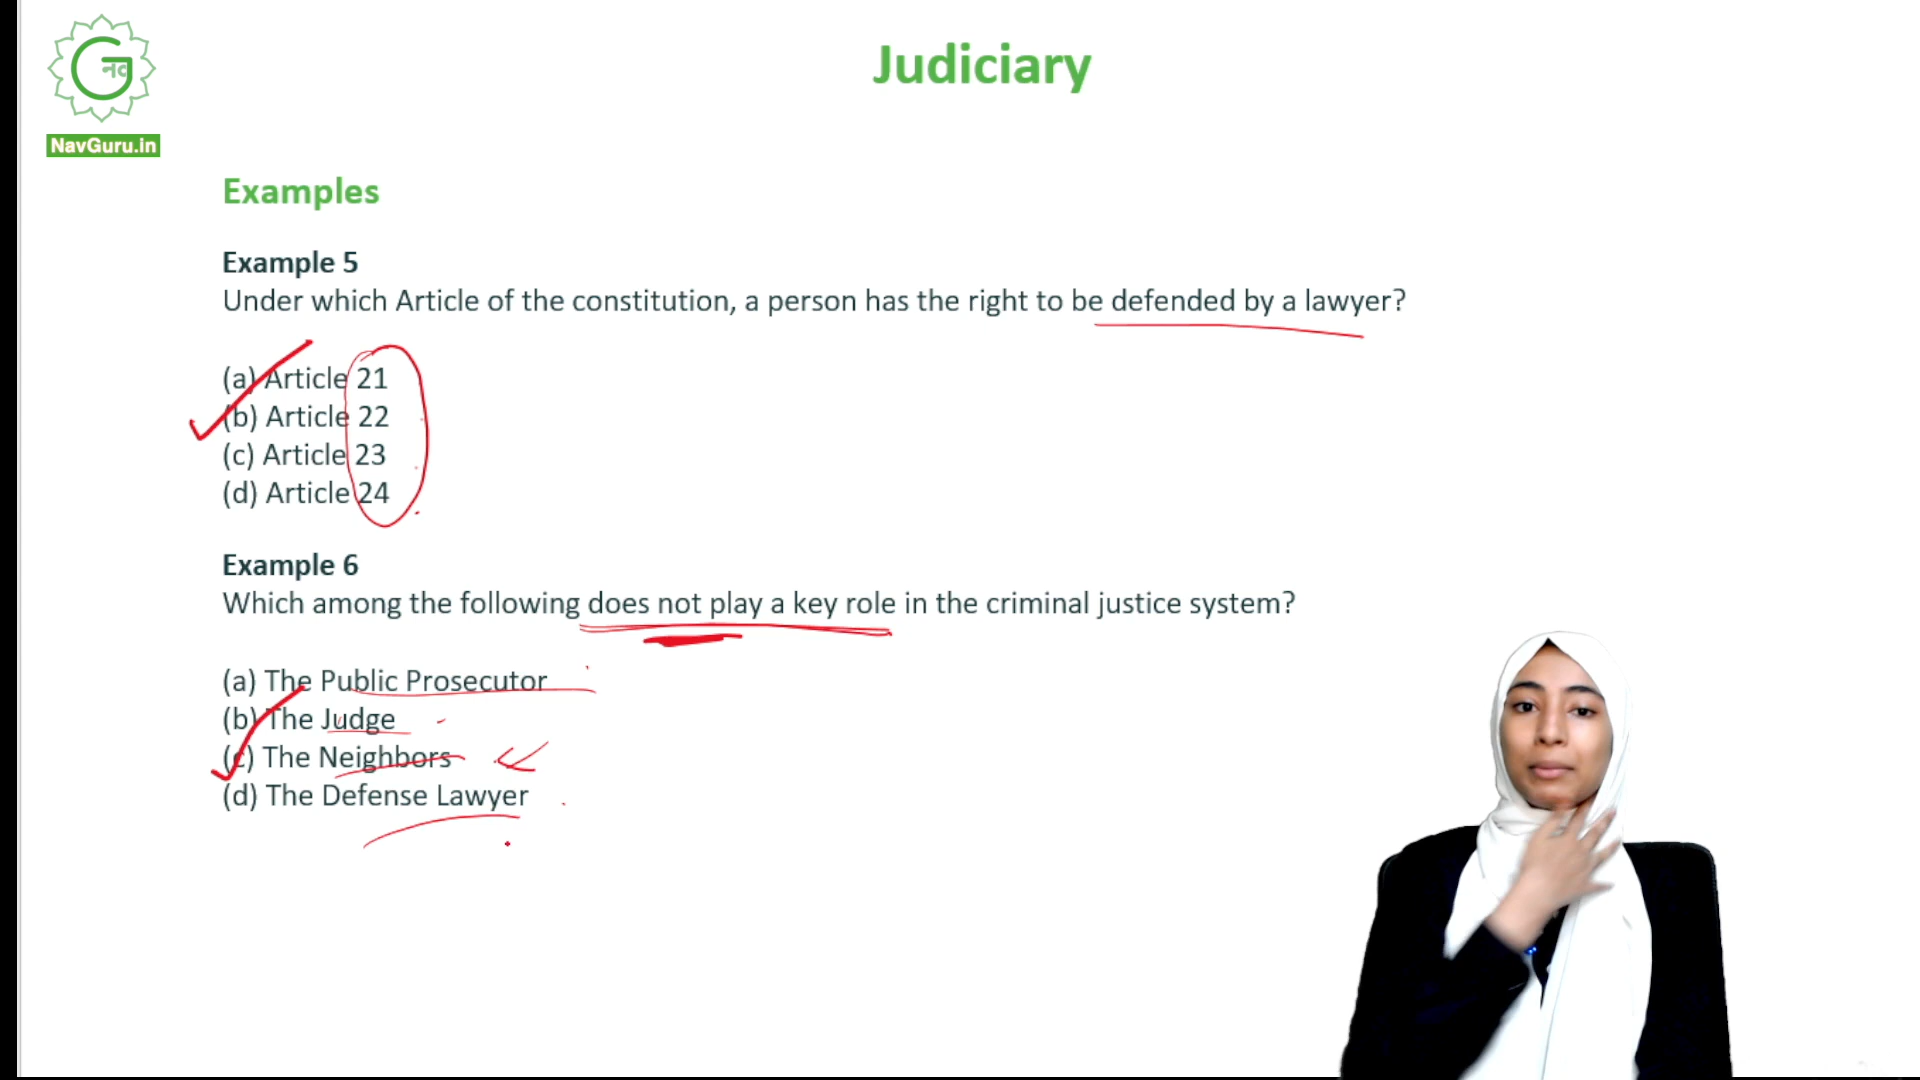 नव
NavGuru.in
Judiciary
Examples
Example 5
Under which Article of the constitution, a person has the right to be defended by a lawyer?
(a) Article 21
(b) Article 22
(c) Article 23
(d) Article 24
Example 6
Which among the following does not play a key role in the criminal justice system?
(a) The Public Prosecutor
(b) The Judge
(c) The Neighbors
(d) The Defense Lawyer